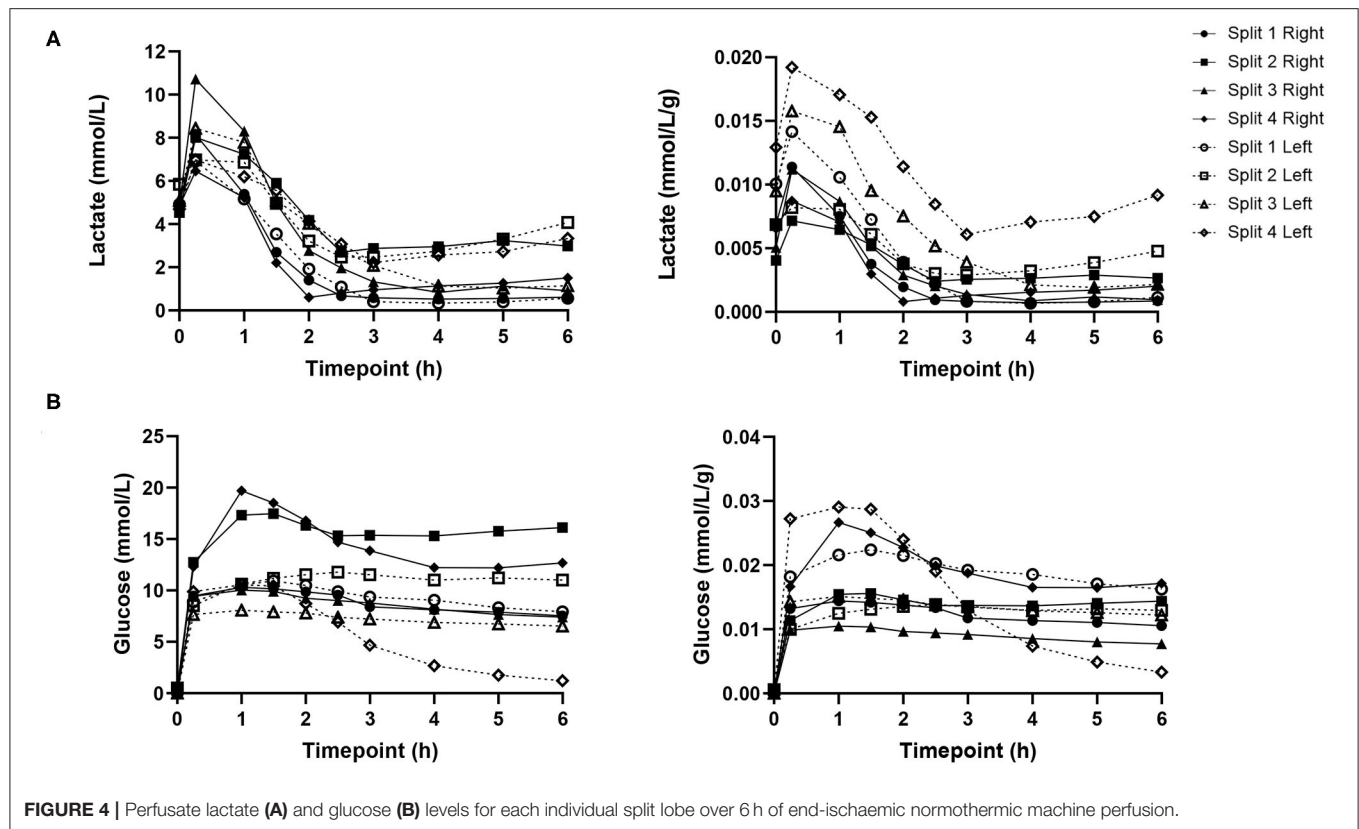 A
Lactate (mmol/L)
12
10
8
6
4
2
0
0 1 2 3 4 5 6
Timepoint (h)
Lactate (mmol/L/g)
0.020
0.015
0.010
0.005
0.000
0 1 2 3 4 5 6
Timepoint (h)
Split 1 Right
Split 2 Right
Split 3 Right
Split 4 Right
Split 1 Left
Split 2 Left
Split 3 Left
Split 4 Left
B
Glucose (mmol/L)
25
20
15
10
5
0
0 1 2 3 4 5 6
Timepoint (h)
Glucose (mmol/L/g)
0.04
0.03
0.02
0.01
0.00
0 1 2 3 4 5 6
Timepoint (h)
FIGURE 4 | Perfusate lactate (A) and glucose (B) levels for each individual split lobe over 6 h of end-ischaemic normothermic machine perfusion.